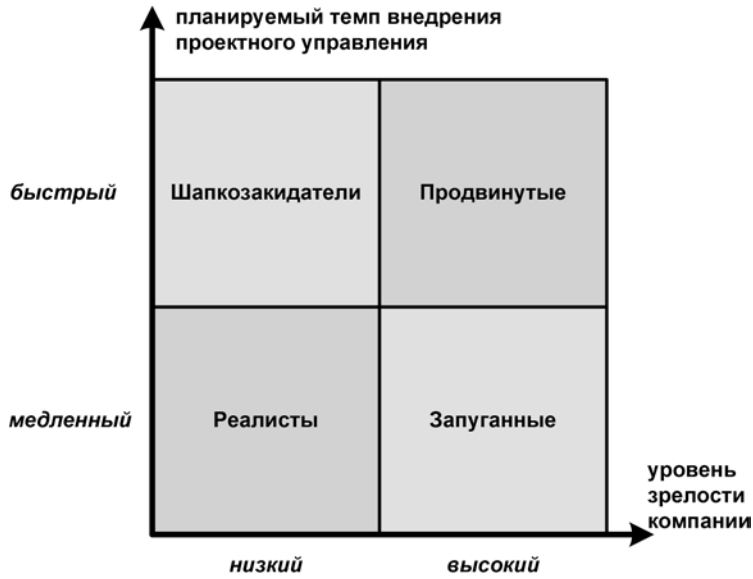 планируемый темп внедрения
проектного управления
быстрый
Шапкозакидатели
Продвинутые
медленный
Реалисты
Запуганные
уровень
зрелости
компании
низкий
высокий